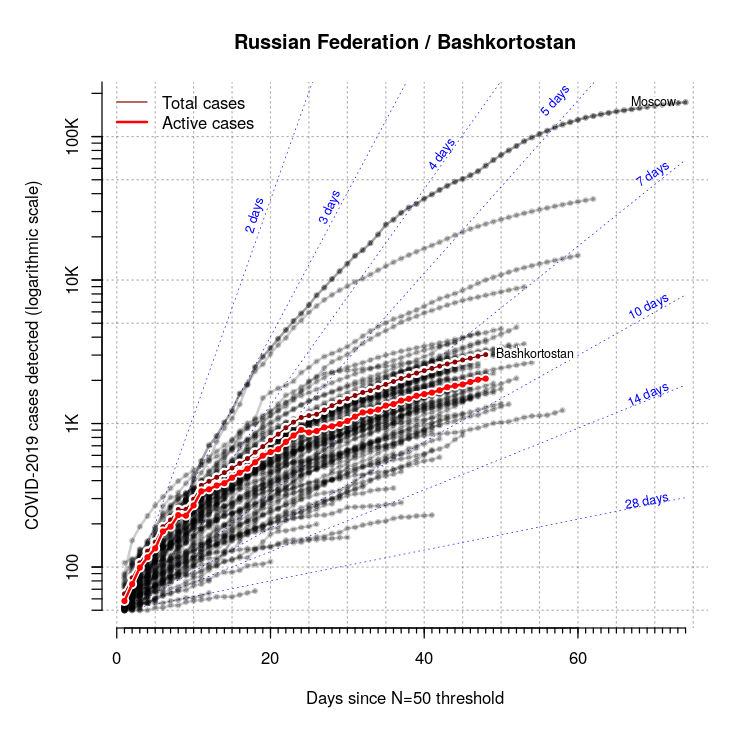 Russian Federation / Bashkortostan
Total cases
Active cases
COVID-2019 cases detected (logarithmic scale)
100K
10K
1K
100
2 days
3 days
4 days
5 days
7 days
10 days
14 days
28 days
Moscow
Bashkortostan
0 20 40 60
Days since N=50 threshold